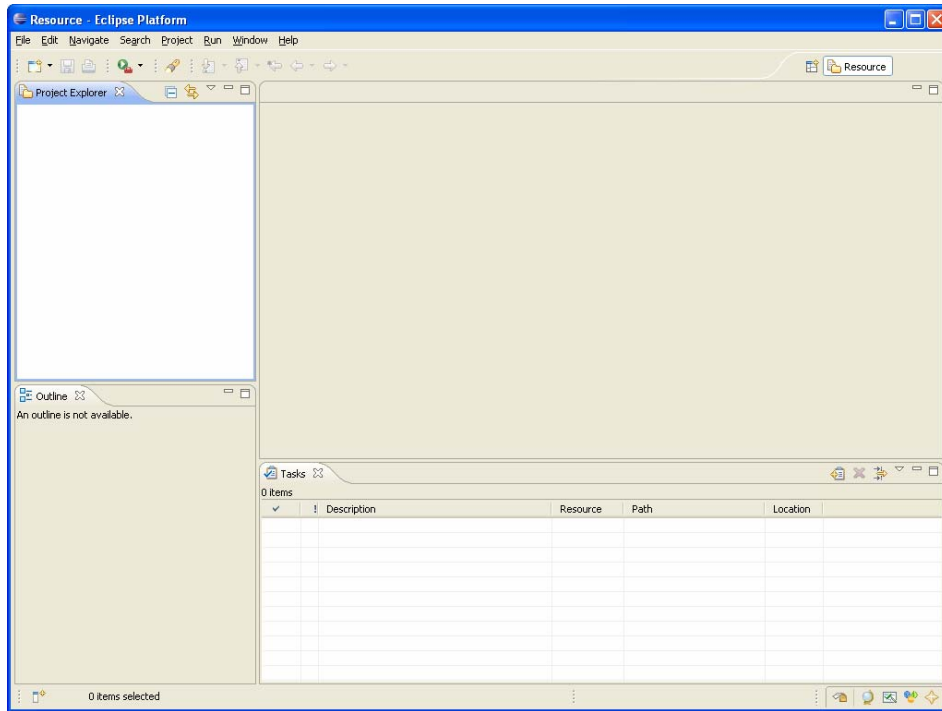 Resource - Eclipse Platform
File Edit Navigate Search Project Run Window Help
Resource
Project Explorer
Outline
An outline is not available.
Tasks
0 items
! Description Resource Path Location
0 items selected